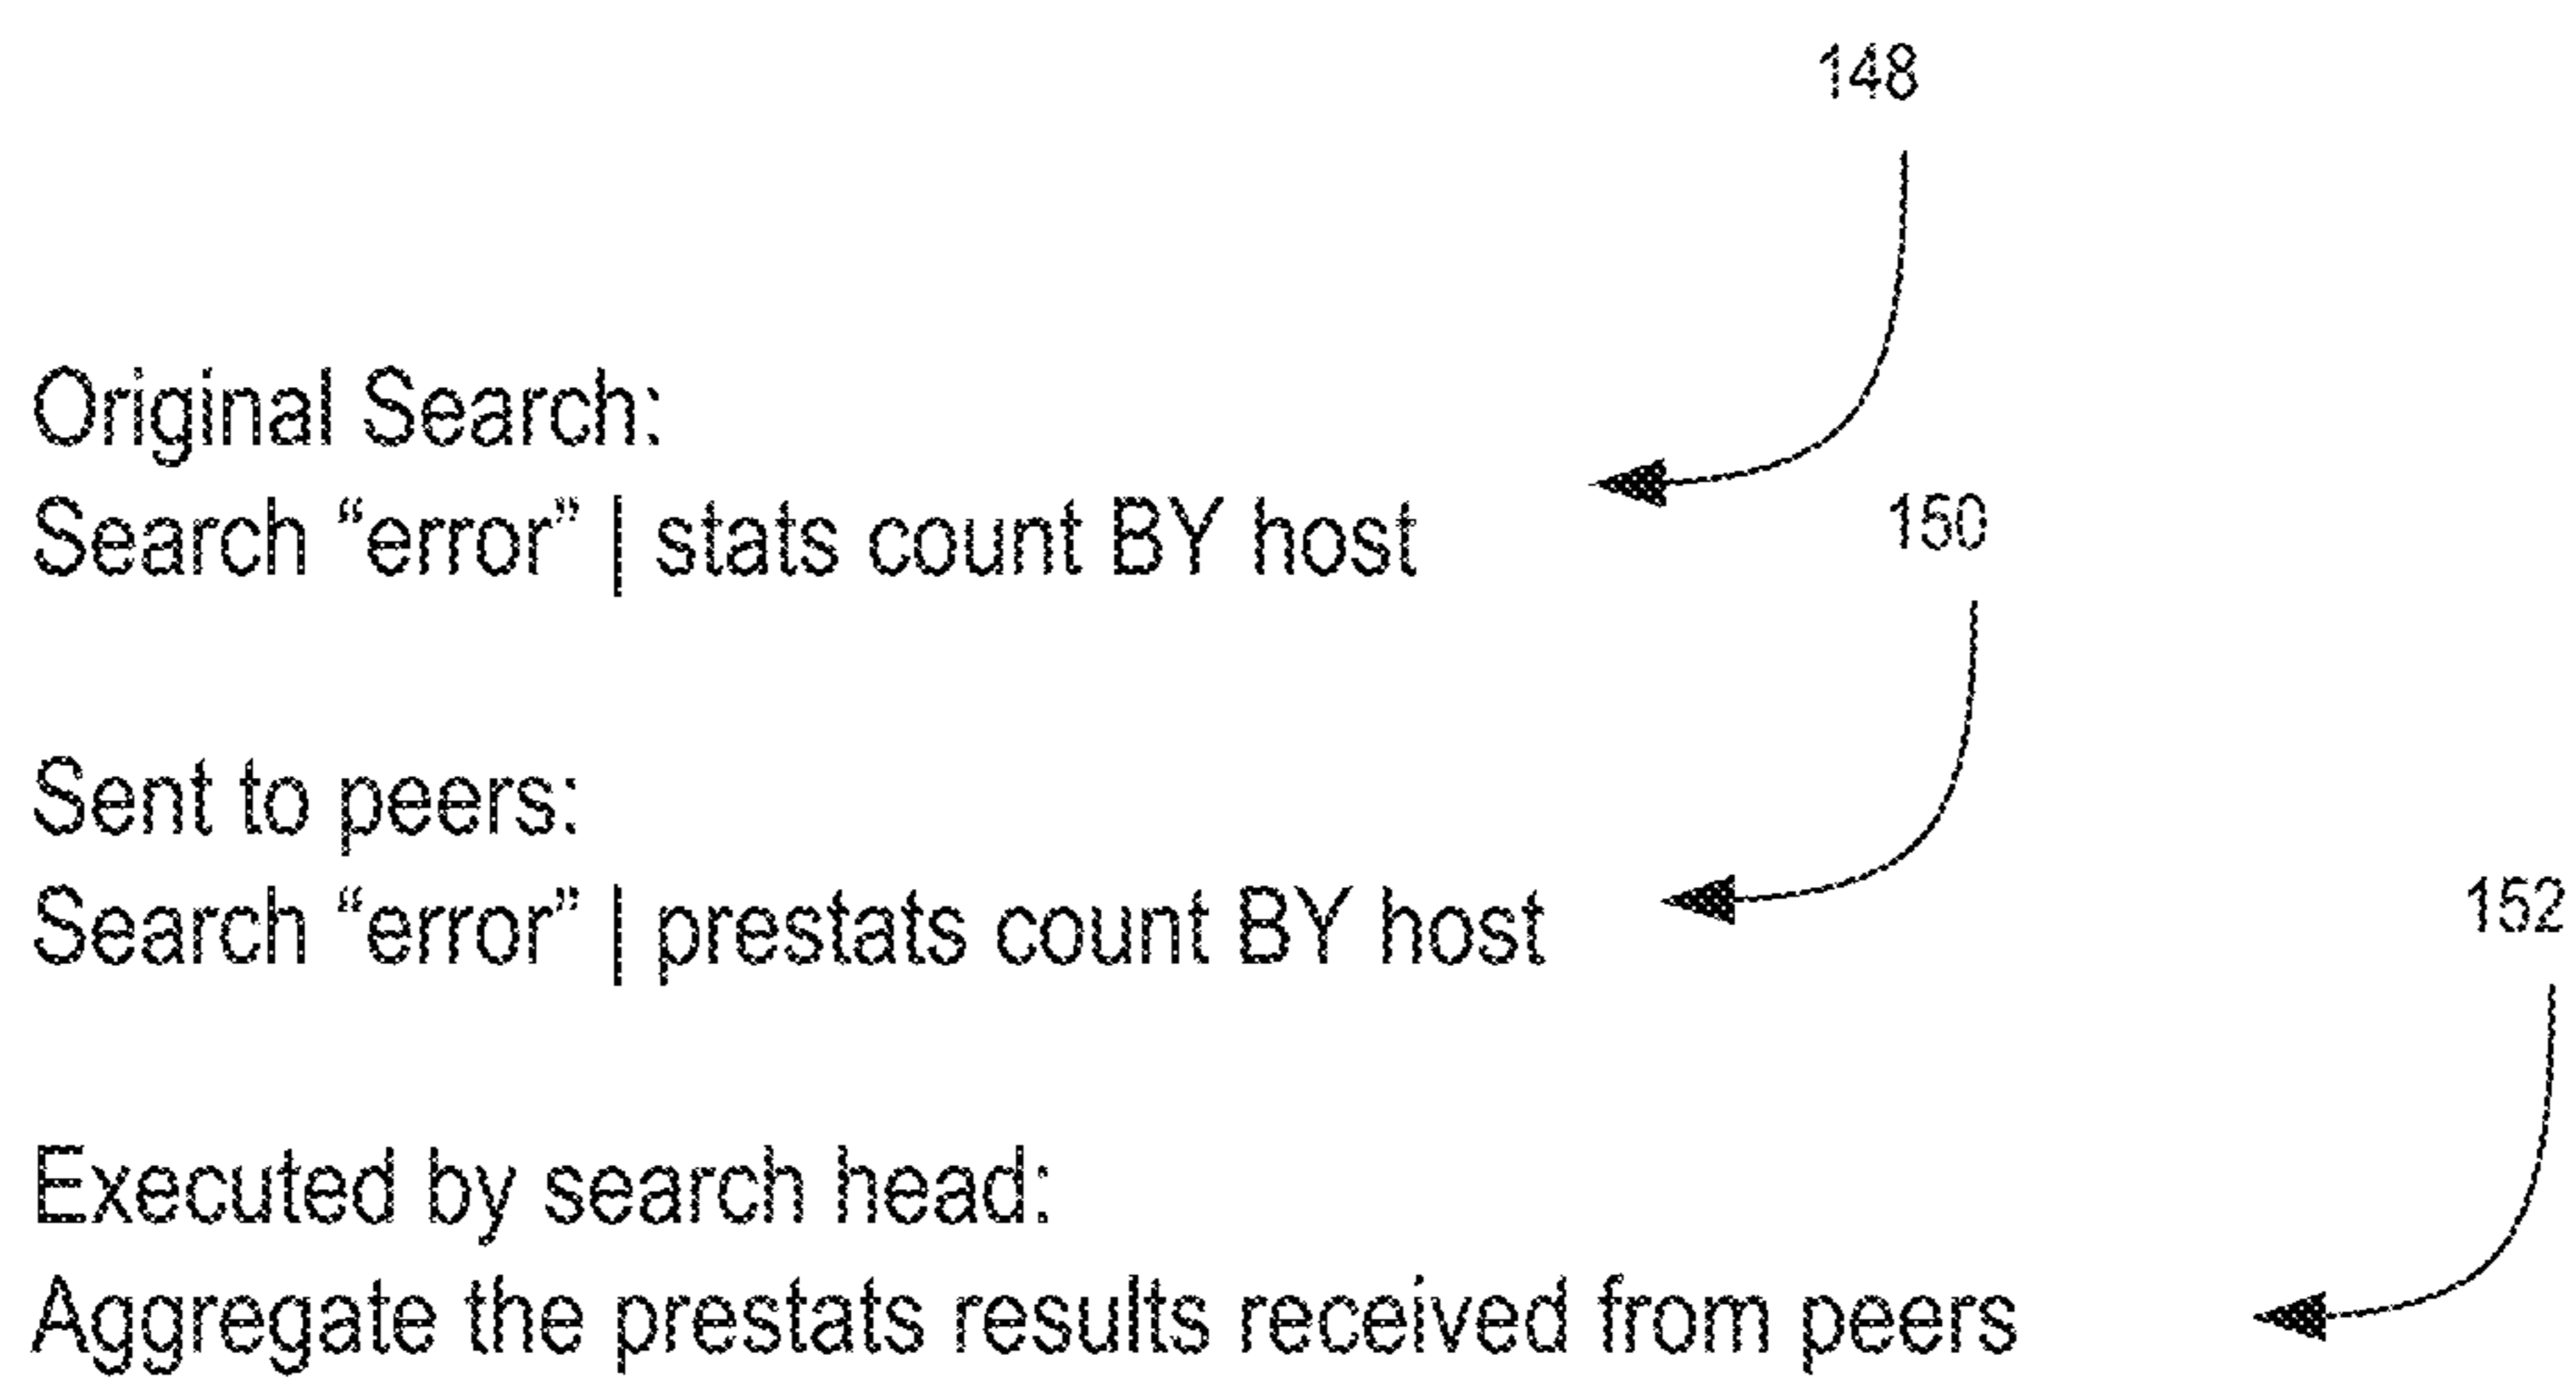 148
Original Search:
Search “error” | stats count BY host
150
Sent to peers:
Search “error” | prestats count BY host
152
Executed by search head:
Aggregate the prestats results received from peers